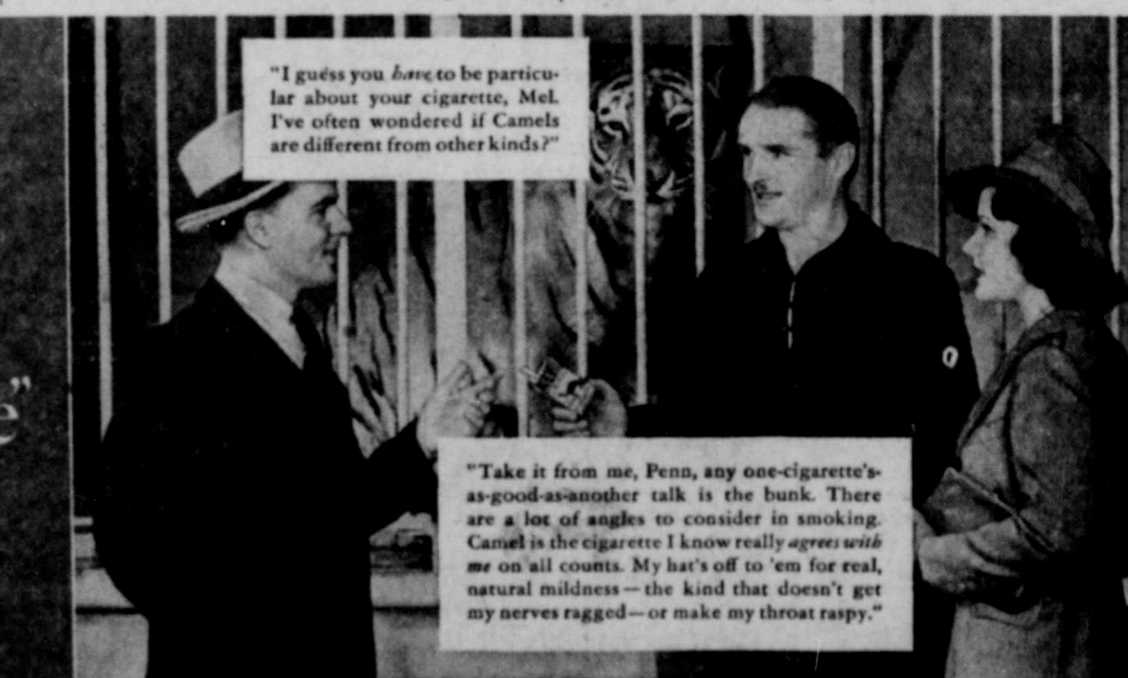 "I guess you have to be particu-
lar about your cigarette, Mel.
I've often wondered if Camels
are different from other kinds?"
e"
"Take it from me, Penn, any one-cigarette's-
as-good-as-another talk is the bunk. There
are a lot of angles to consider in smoking.
Camel is the cigarette I know really agrees with
me on all counts. My hat's off to 'em for real,
natural mildness—the kind that doesn't get
my nerves ragged—or make my throat raspy."